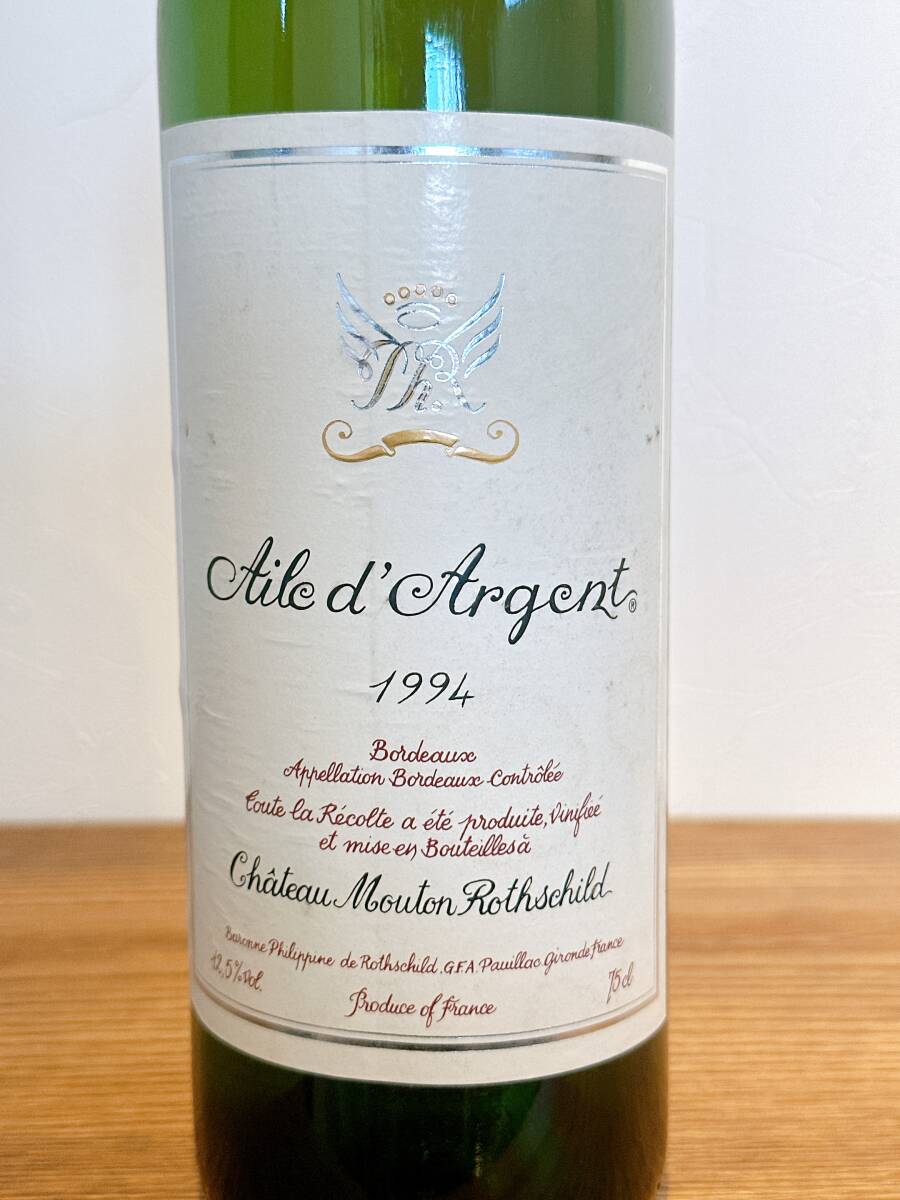 Th.R
Aile d'Argent®
1994
Bordeaux
Appellation Bordeaux Contrôlée
Toute la Récolte a été produite, Vinifiée
et mise en Bouteilles à
Château Mouton Rothschild
Baronne Philippine de Rothschild. G.F.A. Pauillac. Gironde France
12,5% Vol.
75 cl
Produce of France